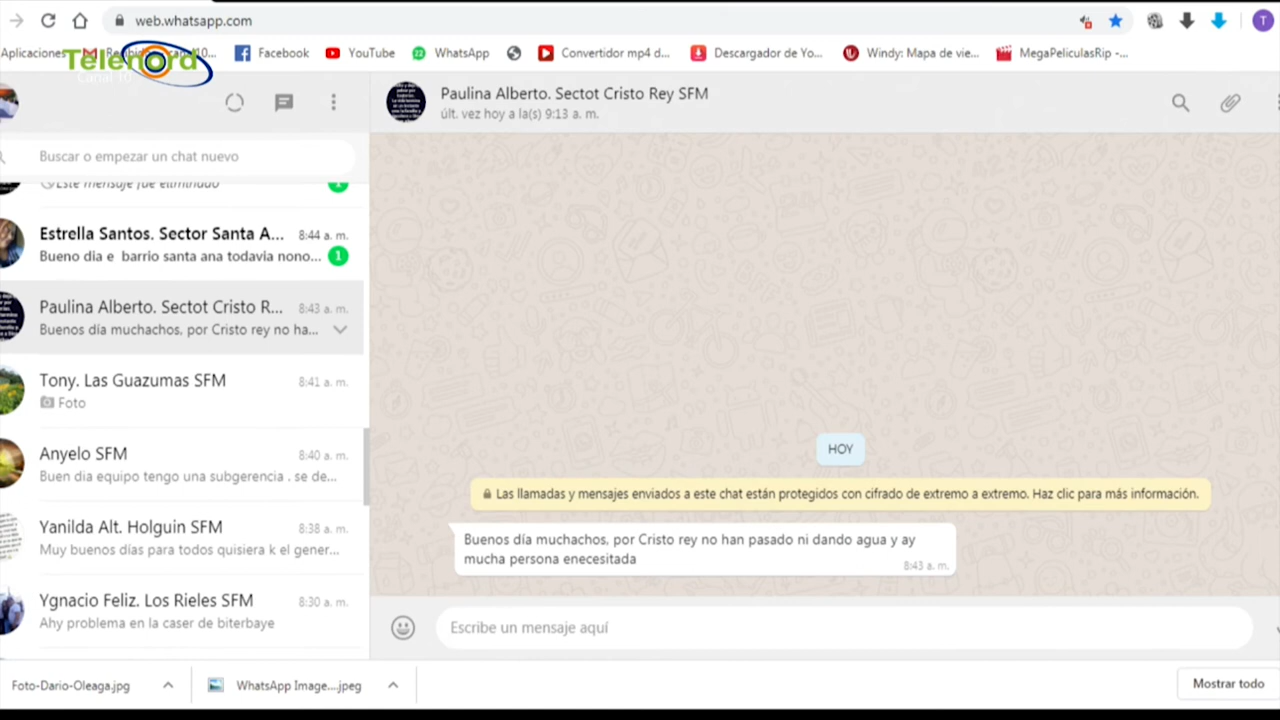 web.whatsapp.com
T
Aplicaciones
Facebook
YouTube
WhatsApp
Convertidor mp4 d...
Descargador de Yo...
Windy: Mapa de vie...
MegaPeliculasRip -...
Telenord
Canal 10
Paulina Alberto. Sectot Cristo Rey SFM
últ. vez hoy a la(s) 9:13 a. m.
Buscar o empezar un chat nuevo
Este mensaje fue eliminado
Estrella Santos. Sector Santa A... 8:44 a. m.
Bueno dia e barrio santa ana todavia nono... 1
Paulina Alberto. Sectot Cristo R... 8:43 a. m.
Buenos día muchachos, por Cristo rey no ha...
Tony. Las Guazumas SFM 8:41 a. m.
Foto
Anyelo SFM 8:40 a. m.
Buen dia equipo tengo una subgerencia . se de...
Yanilda Alt. Holguin SFM 8:38 a. m.
Muy buenos días para todos quisiera k el gener...
Ygnacio Feliz. Los Rieles SFM 8:30 a. m.
Ahy problema en la caser de biterbaye
HOY
Las llamadas y mensajes enviados a este chat están protegidos con cifrado de extremo a extremo. Haz clic para más información.
Buenos día muchachos, por Cristo rey no han pasado ni dando agua y ay
mucha persona enecesitada
8:43 a. m.
Escribe un mensaje aquí
Foto-Dario-Oleaga.jpg
WhatsApp Image....jpeg
Mostrar todo